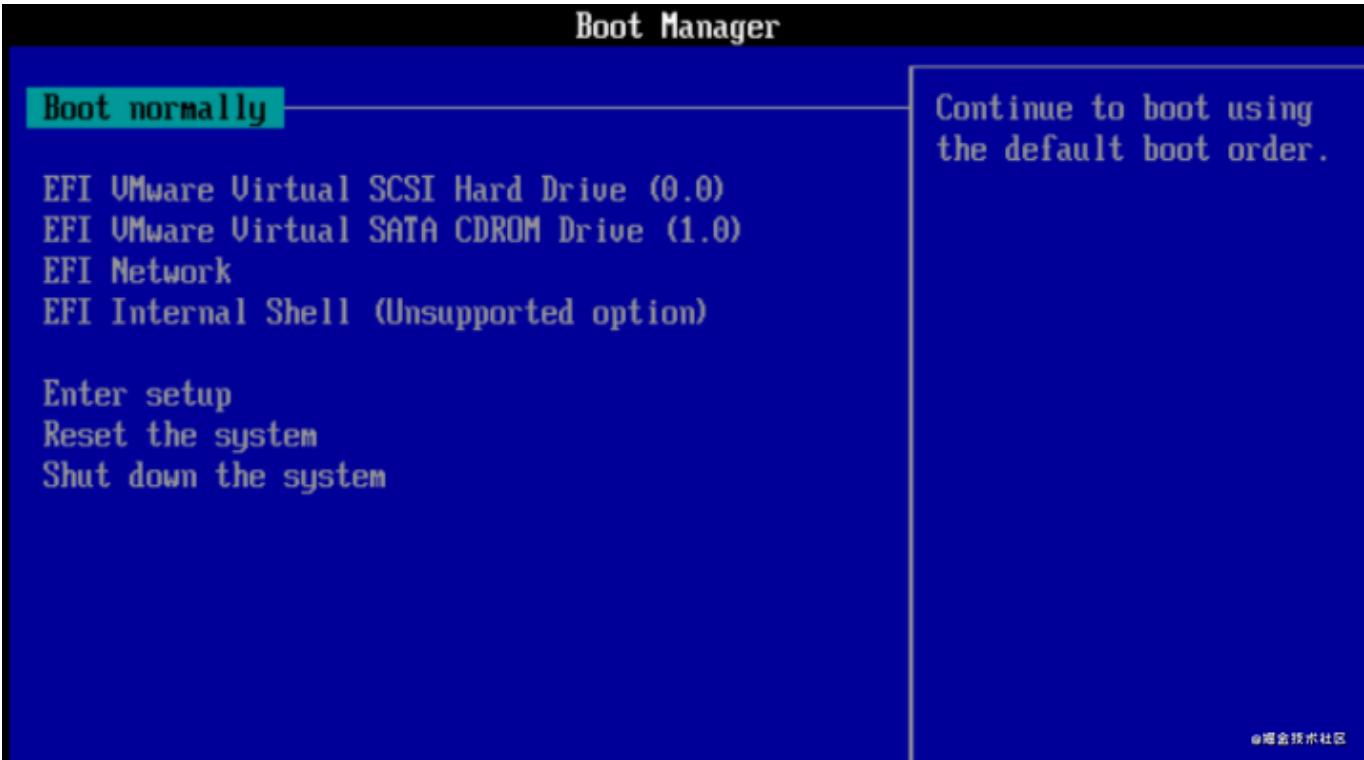 Boot Manager
Boot normally
EFI VMware Virtual SCSI Hard Drive (0.0)
EFI VMware Virtual SATA CDROM Drive (1.0)
EFI Network
EFI Internal Shell (Unsupported option)
Enter setup
Reset the system
Shut down the system
Continue to boot using
the default boot order.
@掘金技术社区